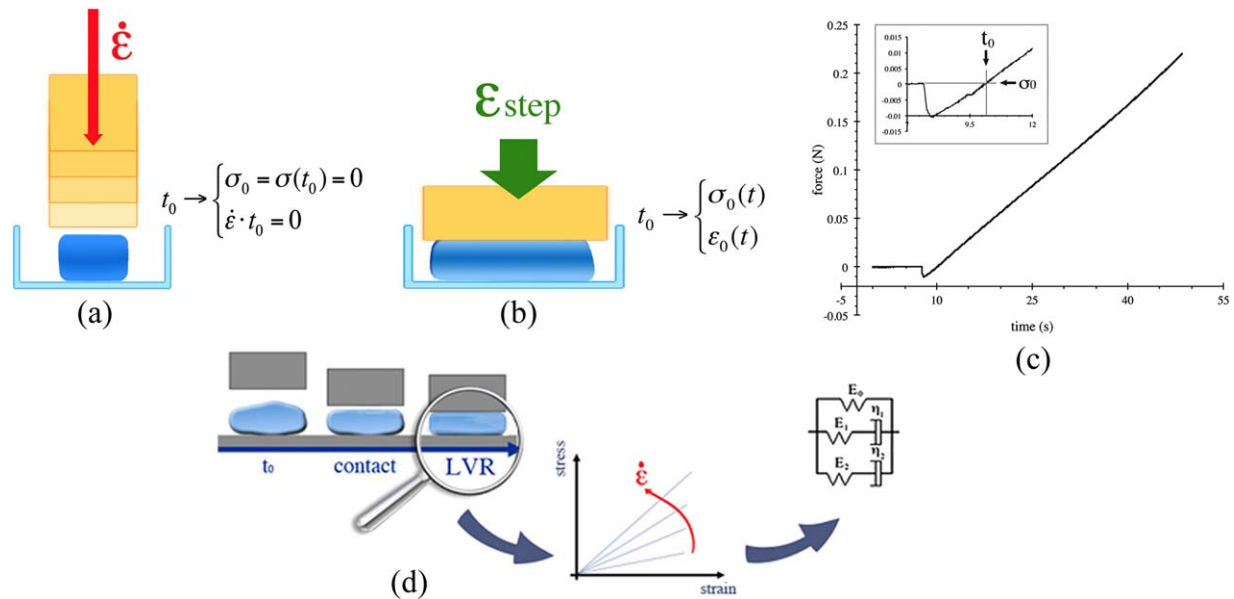 ε̇
t₀ → { σ₀ = σ(t₀) = 0
ε̇ · t₀ = 0
(a)
εstep
t₀ → { σ₀(t)
ε₀(t)
(b)
0.25
0.2
0.15
0.1
0.05
0
-0.05
-5
10
25
40
55
force (N)
time (s)
0.015
0.01
0.005
0
-0.005
-0.01
-0.015
7
9.5
12
t₀
σ₀
(c)
t₀
contact
LVR
stress
ε̇
strain
E₀
E₁
η₁
E₂
η₂
(d)